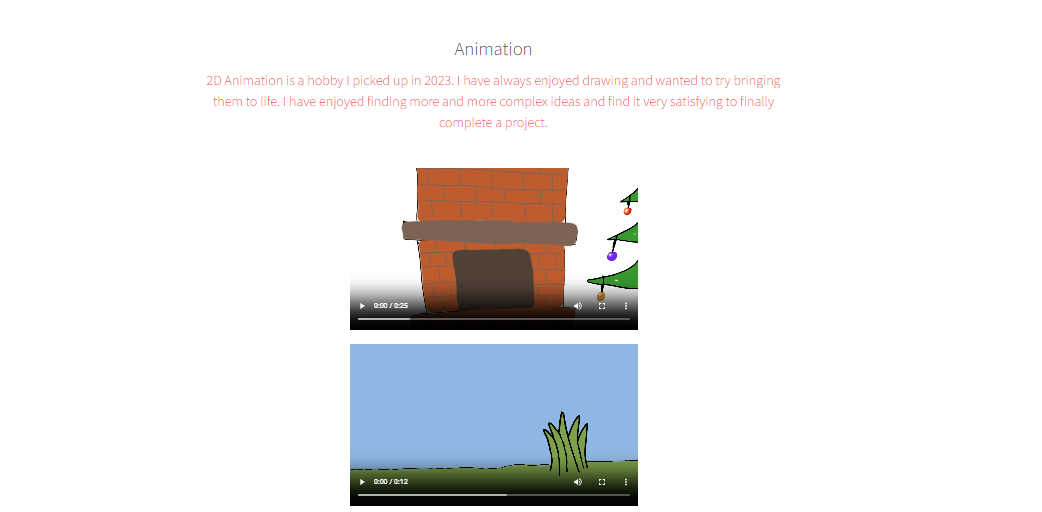 Animation
2D Animation is a hobby I picked up in 2023. I have always enjoyed drawing and wanted to try bringing
them to life. I have enjoyed finding more and more complex ideas and find it very satisfying to finally
complete a project.
0:00 / 0:25
0:00 / 0:12